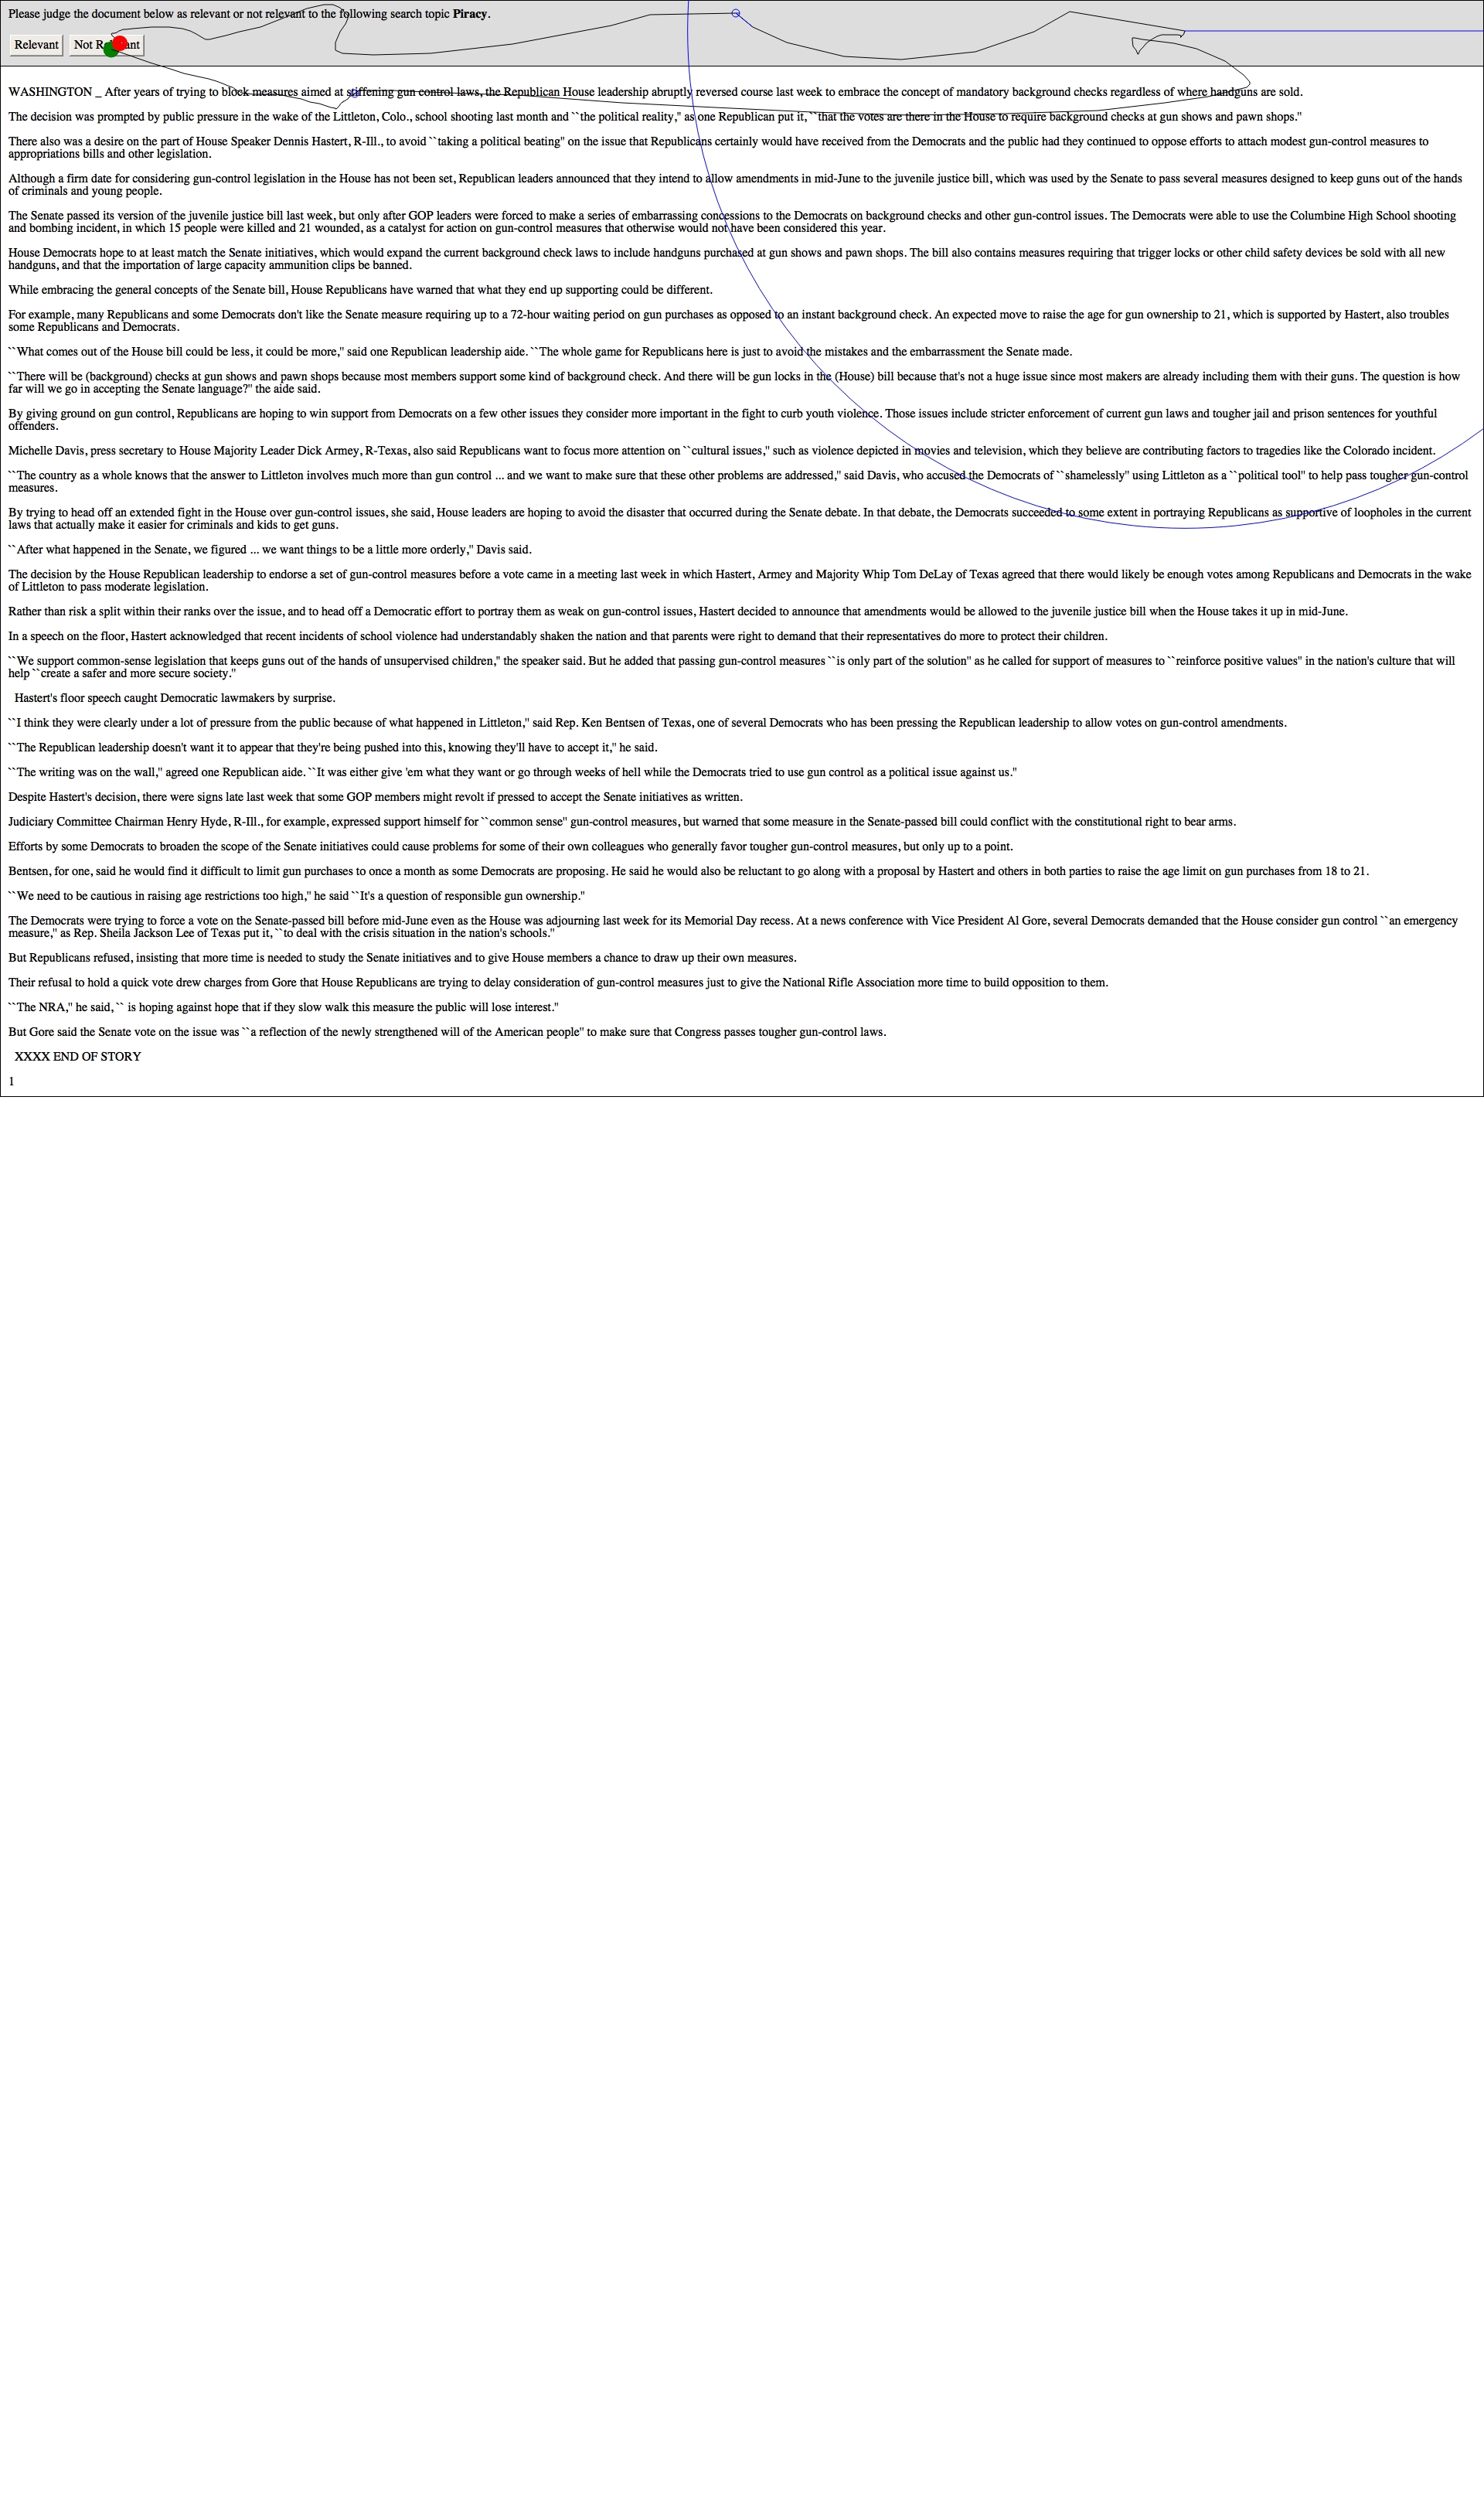 Please judge the document below as relevant or not relevant to the following search topic Piracy.
Relevant Not Relevant
WASHINGTON _ After years of trying to block measures aimed at stiffening gun control laws, the Republican House leadership abruptly reversed course last week to embrace the concept of mandatory background checks regardless of where handguns are sold.
The decision was prompted by public pressure in the wake of the Littleton, Colo., school shooting last month and ``the political reality,'' as one Republican put it, ``that the votes are there in the House to require background checks at gun shows and pawn shops.''
There also was a desire on the part of House Speaker Dennis Hastert, R-Ill., to avoid ``taking a political beating'' on the issue that Republicans certainly would have received from the Democrats and the public had they continued to oppose efforts to attach modest gun-control measures to
appropriations bills and other legislation.
Although a firm date for considering gun-control legislation in the House has not been set, Republican leaders announced that they intend to allow amendments in mid-June to the juvenile justice bill, which was used by the Senate to pass several measures designed to keep guns out of the hands
of criminals and young people.
The Senate passed its version of the juvenile justice bill last week, but only after GOP leaders were forced to make a series of embarrassing concessions to the Democrats on background checks and other gun-control issues. The Democrats were able to use the Columbine High School shooting
and bombing incident, in which 15 people were killed and 21 wounded, as a catalyst for action on gun-control measures that otherwise would not have been considered this year.
House Democrats hope to at least match the Senate initiatives, which would expand the current background check laws to include handguns purchased at gun shows and pawn shops. The bill also contains measures requiring that trigger locks or other child safety devices be sold with all new
handguns, and that the importation of large capacity ammunition clips be banned.
While embracing the general concepts of the Senate bill, House Republicans have warned that what they end up supporting could be different.
For example, many Republicans and some Democrats don't like the Senate measure requiring up to a 72-hour waiting period on gun purchases as opposed to an instant background check. An expected move to raise the age for gun ownership to 21, which is supported by Hastert, also troubles
some Republicans and Democrats.
``What comes out of the House bill could be less, it could be more,'' said one Republican leadership aide. ``The whole game for Republicans here is just to avoid the mistakes and the embarrassment the Senate made.
``There will be (background) checks at gun shows and pawn shops because most members support some kind of background check. And there will be gun locks in the (House) bill because that's not a huge issue since most makers are already including them with their guns. The question is how
far will we go in accepting the Senate language?'' the aide said.
By giving ground on gun control, Republicans are hoping to win support from Democrats on a few other issues they consider more important in the fight to curb youth violence. Those issues include stricter enforcement of current gun laws and tougher jail and prison sentences for youthful
offenders.
Michelle Davis, press secretary to House Majority Leader Dick Armey, R-Texas, also said Republicans want to focus more attention on ``cultural issues,'' such as violence depicted in movies and television, which they believe are contributing factors to tragedies like the Colorado incident.
``The country as a whole knows that the answer to Littleton involves much more than gun control ... and we want to make sure that these other problems are addressed,'' said Davis, who accused the Democrats of ``shamelessly'' using Littleton as a ``political tool'' to help pass tougher gun-control
measures.
By trying to head off an extended fight in the House over gun-control issues, she said, House leaders are hoping to avoid the disaster that occurred during the Senate debate. In that debate, the Democrats succeeded to some extent in portraying Republicans as supportive of loopholes in the current
laws that actually make it easier for criminals and kids to get guns.
``After what happened in the Senate, we figured ... we want things to be a little more orderly,'' Davis said.
The decision by the House Republican leadership to endorse a set of gun-control measures before a vote came in a meeting last week in which Hastert, Armey and Majority Whip Tom DeLay of Texas agreed that there would likely be enough votes among Republicans and Democrats in the wake
of Littleton to pass moderate legislation.
Rather than risk a split within their ranks over the issue, and to head off a Democratic effort to portray them as weak on gun-control issues, Hastert decided to announce that amendments would be allowed to the juvenile justice bill when the House takes it up in mid-June.
In a speech on the floor, Hastert acknowledged that recent incidents of school violence had understandably shaken the nation and that parents were right to demand that their representatives do more to protect their children.
``We support common-sense legislation that keeps guns out of the hands of unsupervised children,'' the speaker said. But he added that passing gun-control measures ``is only part of the solution'' as he called for support of measures to ``reinforce positive values'' in the nation's culture that will
help ``create a safer and more secure society.''
Hastert's floor speech caught Democratic lawmakers by surprise.
``I think they were clearly under a lot of pressure from the public because of what happened in Littleton,'' said Rep. Ken Bentsen of Texas, one of several Democrats who has been pressing the Republican leadership to allow votes on gun-control amendments.
``The Republican leadership doesn't want it to appear that they're being pushed into this, knowing they'll have to accept it,'' he said.
``The writing was on the wall,'' agreed one Republican aide. ``It was either give 'em what they want or go through weeks of hell while the Democrats tried to use gun control as a political issue against us.''
Despite Hastert's decision, there were signs late last week that some GOP members might revolt if pressed to accept the Senate initiatives as written.
Judiciary Committee Chairman Henry Hyde, R-Ill., for example, expressed support himself for ``common sense'' gun-control measures, but warned that some measure in the Senate-passed bill could conflict with the constitutional right to bear arms.
Efforts by some Democrats to broaden the scope of the Senate initiatives could cause problems for some of their own colleagues who generally favor tougher gun-control measures, but only up to a point.
Bentsen, for one, said he would find it difficult to limit gun purchases to once a month as some Democrats are proposing. He said he would also be reluctant to go along with a proposal by Hastert and others in both parties to raise the age limit on gun purchases from 18 to 21.
``We need to be cautious in raising age restrictions too high,'' he said ``It's a question of responsible gun ownership.''
The Democrats were trying to force a vote on the Senate-passed bill before mid-June even as the House was adjourning last week for its Memorial Day recess. At a news conference with Vice President Al Gore, several Democrats demanded that the House consider gun control ``an emergency
measure,'' as Rep. Sheila Jackson Lee of Texas put it, ``to deal with the crisis situation in the nation's schools.''
But Republicans refused, insisting that more time is needed to study the Senate initiatives and to give House members a chance to draw up their own measures.
Their refusal to hold a quick vote drew charges from Gore that House Republicans are trying to delay consideration of gun-control measures just to give the National Rifle Association more time to build opposition to them.
``The NRA,'' he said, `` is hoping against hope that if they slow walk this measure the public will lose interest.''
But Gore said the Senate vote on the issue was ``a reflection of the newly strengthened will of the American people'' to make sure that Congress passes tougher gun-control laws.
XXXX END OF STORY
1